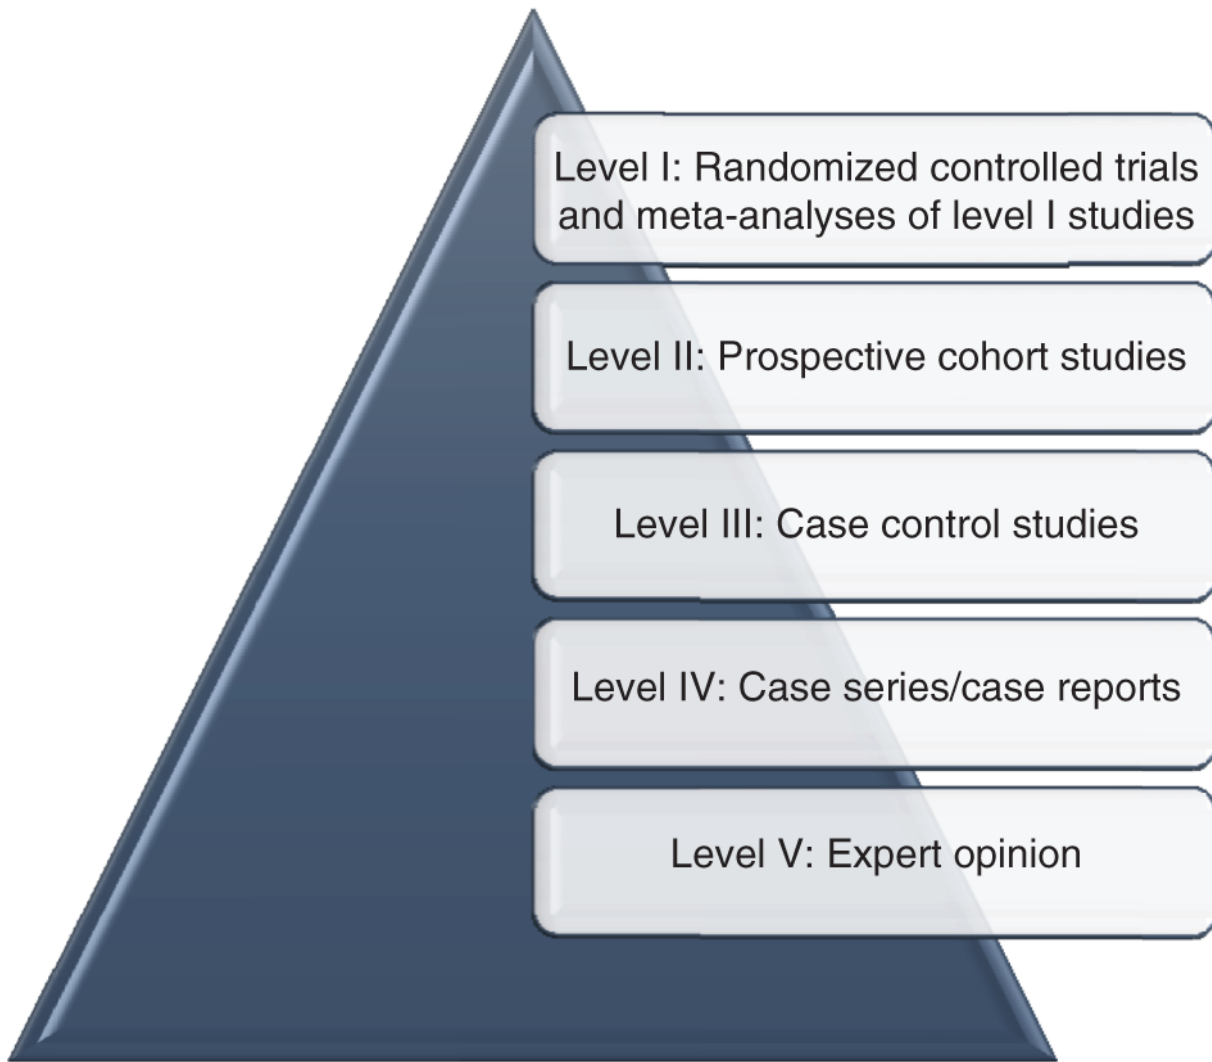 Level I: Randomized controlled trials
and meta-analyses of level I studies
Level II: Prospective cohort studies
Level III: Case control studies
Level IV: Case series/case reports
Level V: Expert opinion